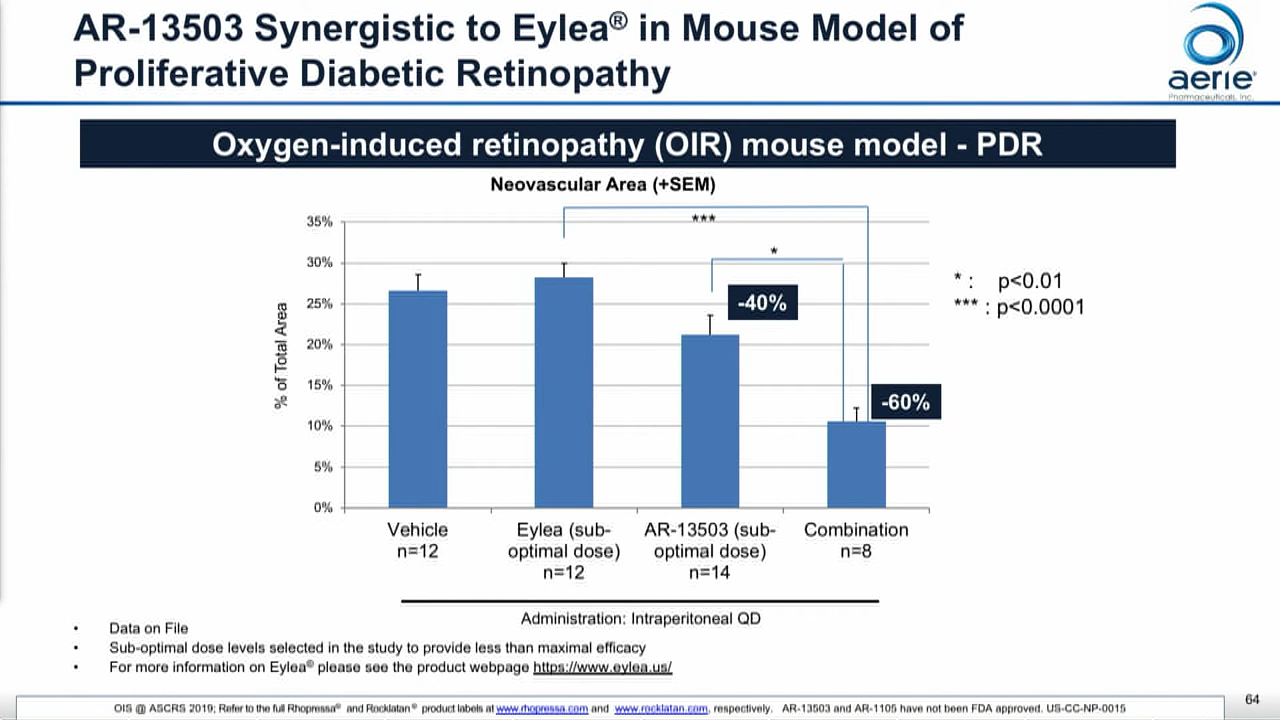 AR-13503 Synergistic to Eylea® in Mouse Model of
Proliferative Diabetic Retinopathy
aerie
Pharmaceuticals, Inc.
Oxygen-induced retinopathy (OIR) mouse model - PDR
Neovascular Area (+SEM)
% of Total Area
35%
30%
25%
20%
15%
10%
5%
0%
***
*
-40%
-60%
* : p<0.01
*** : p<0.0001
Vehicle
n=12
Eylea (sub-
optimal dose)
n=12
AR-13503 (sub-
optimal dose)
n=14
Combination
n=8
Administration: Intraperitoneal QD
• Data on File
• Sub-optimal dose levels selected in the study to provide less than maximal efficacy
• For more information on Eylea® please see the product webpage https://www.eylea.us/
OIS @ ASCRS 2019; Refer to the full Rhopressa® and Rocklatan® product labels at www.rhopressa.com and www.rocklatan.com, respectively. AR-13503 and AR-1105 have not been FDA approved. US-CC-NP-0015
64